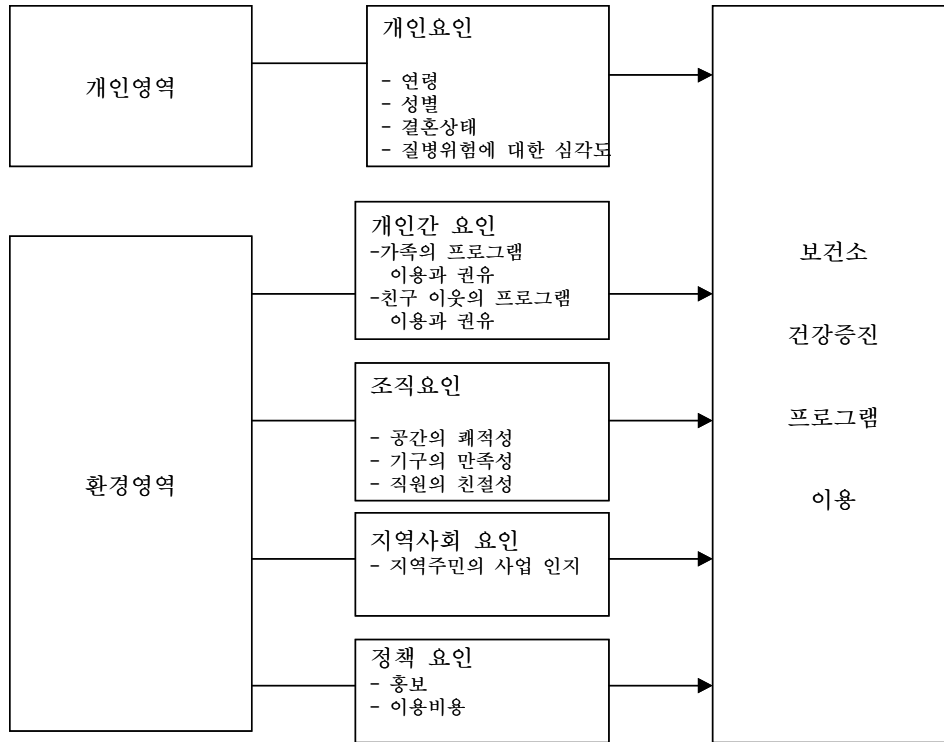 개인영역
개인요인
- 연령
- 성별
- 결혼상태
- 질병위험에 대한 심각도
환경영역
개인간 요인
-가족의 프로그램
이용과 권유
-친구 이웃의 프로그램
이용과 권유
조직요인
- 공간의 쾌적성
- 기구의 만족성
- 직원의 친절성
지역사회 요인
- 지역주민의 사업 인지
정책 요인
- 홍보
- 이용비용
보건소
건강증진
프로그램
이용